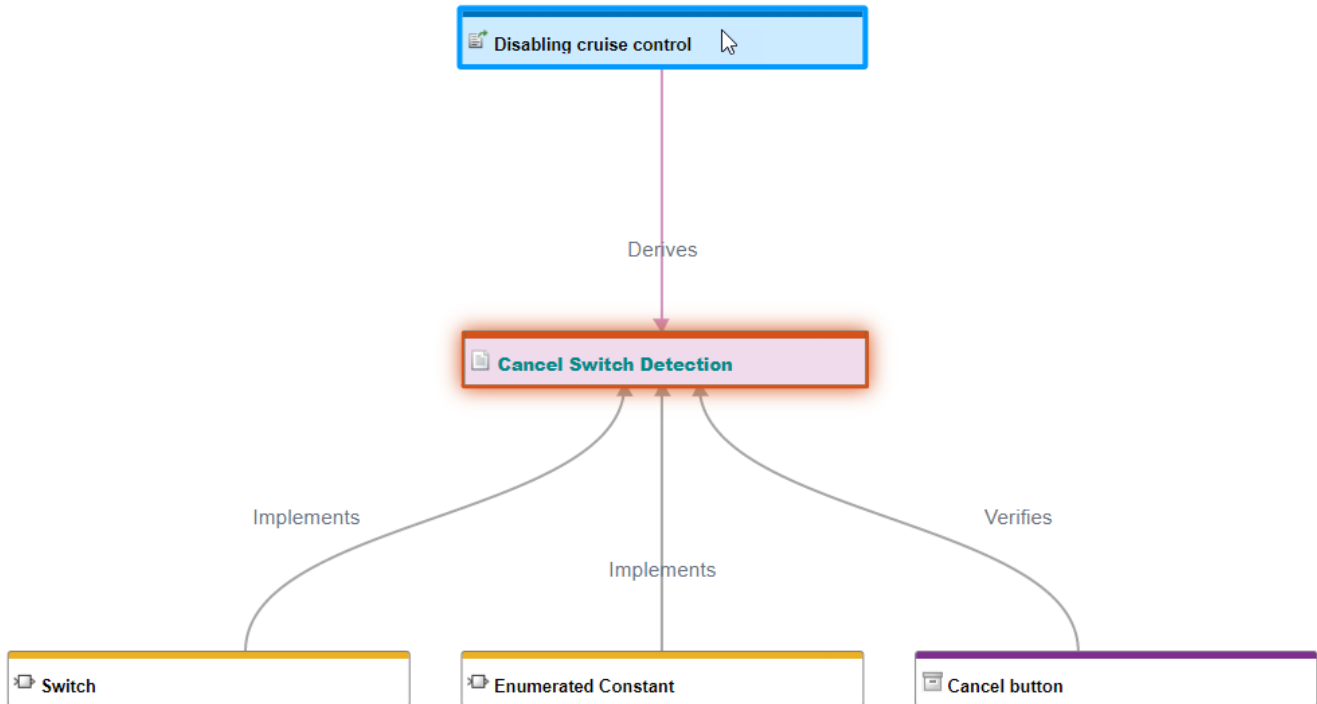 Disabling cruise control
Derives
Cancel Switch Detection
Implements
Verifies
Implements
Switch
Enumerated Constant
Cancel button